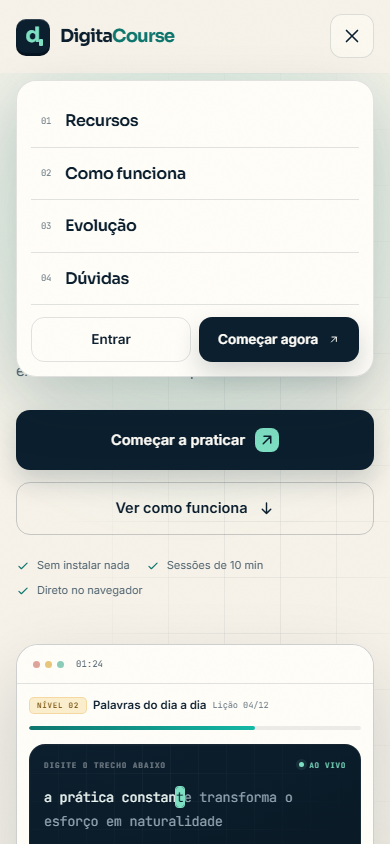 d.
DigitaCourse
01 Recursos
02 Como funciona
03 Evolução
04 Dúvidas
Entrar
Começar agora
Começar a praticar
Ver como funciona
Sem instalar nada
Sessões de 10 min
Direto no navegador
01:24
NÍVEL 02 Palavras do dia a dia Lição 04/12
DIGITE O TRECHO ABAIXO
AO VIVO
a prática constante transforma o
esforço em naturalidade